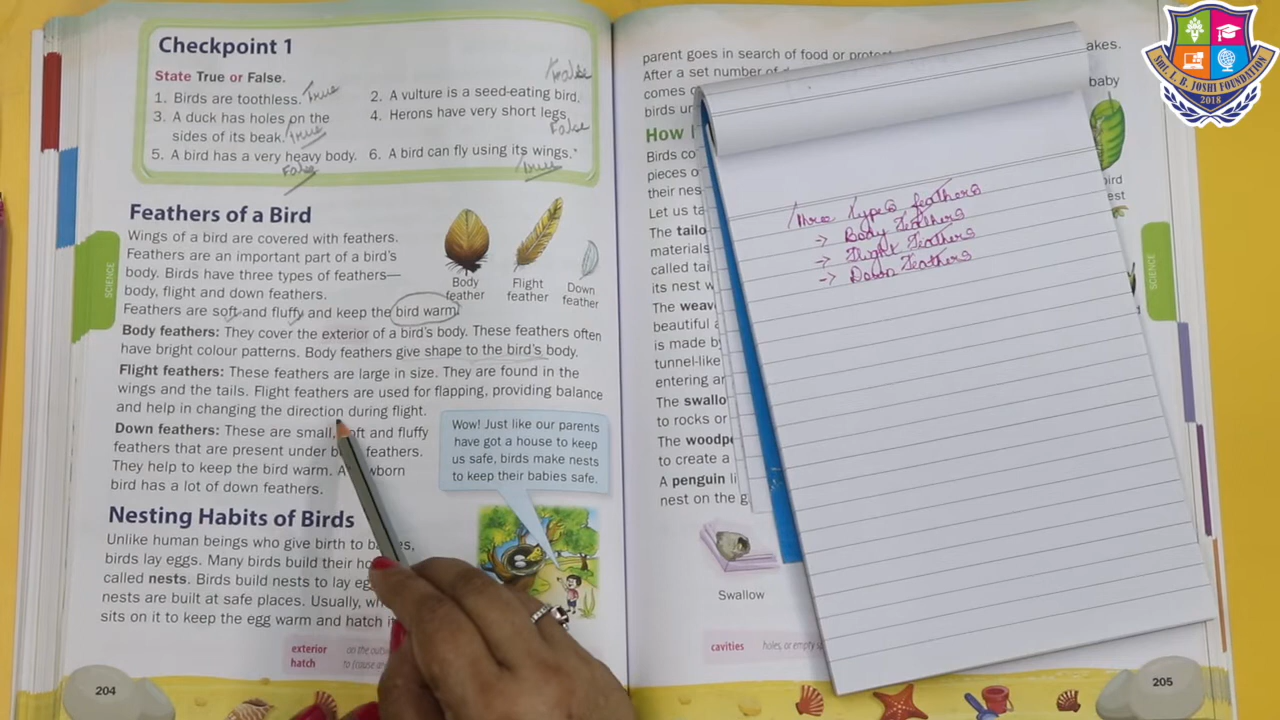 Checkpoint 1
State True or False.
1. Birds are toothless. True
2. A vulture is a seed-eating bird. False
3. A duck has holes on the
sides of its beak. True
4. Herons have very short legs. False
5. A bird has a very heavy body. False
6. A bird can fly using its wings. True
Feathers of a Bird
Wings of a bird are covered with feathers.
Feathers are an important part of a bird's
body. Birds have three types of feathers—
body, flight and down feathers.
Feathers are soft and fluffy and keep the bird warm.
Body
feather
Flight
feather
Down
feather
Body feathers: They cover the exterior of a bird's body. These feathers often
have bright colour patterns. Body feathers give shape to the bird's body.
Flight feathers: These feathers are large in size. They are found in the
wings and the tails. Flight feathers are used for flapping, providing balance
and help in changing the direction during flight.
Down feathers: These are small, soft and fluffy
feathers that are present under feathers.
They help to keep the bird warm. A
bird has a lot of down feathers.
Wow! Just like our parents
have got a house to keep
us safe, birds make nests
to keep their babies safe.
Nesting Habits of Birds
Unlike human beings who give birth to
birds lay eggs. Many birds build their
called nests. Birds build nests to lay
nests are built at safe places. Usually,
sits on it to keep the egg warm and hatch
exterior on the
hatch to (cause
204
SCIENCE
parent goes in search of food or
After a set number of
comes
baby
birds
How
Birds
pieces
their
Let us
The
materials
called
its nest
The
beautiful
is made by
tunnel-like
entering
The
to rocks or
The
to create a
A penguin
nest on the
Swallow
cavities holes, or empty
205
SCIENCE
Three types feathers
→ Body Feathers
→ Flight Feathers
→ Down Feathers
SHI. L. B. JOSHI FOUNDATION
2018